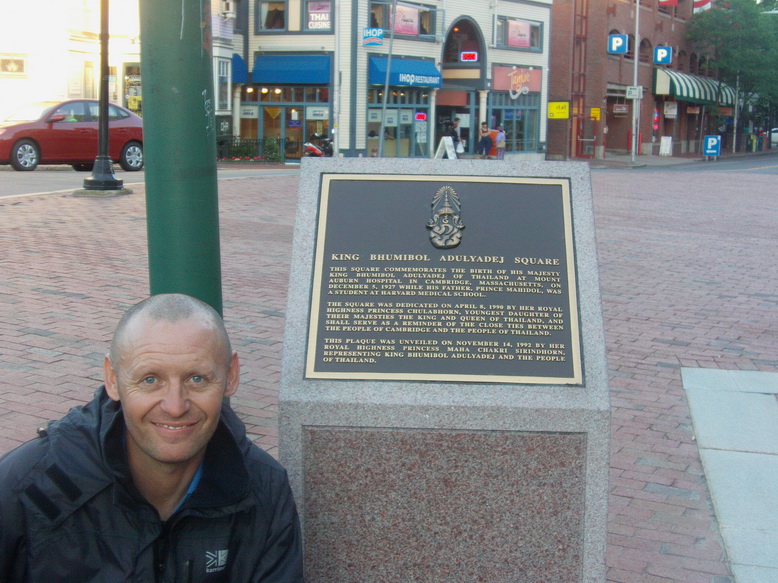 THAI
CUISINE
IHOP
IHOP RESTAURANT
P
P
P
KING BHUMIBOL ADULYADEJ SQUARE
THIS SQUARE COMMEMORATES THE BIRTH OF HIS MAJESTY
KING BHUMIBOL ADULYADEJ OF THAILAND AT MOUNT
AUBURN HOSPITAL IN CAMBRIDGE, MASSACHUSETTS, ON
DECEMBER 5, 1927 WHILE HIS FATHER, PRINCE MAHIDOL, WAS
A STUDENT AT HARVARD MEDICAL SCHOOL.
THE SQUARE WAS DEDICATED ON APRIL 8, 1990 BY HER ROYAL
HIGHNESS PRINCESS CHULABHORN, YOUNGEST DAUGHTER OF
THEIR MAJESTIES THE KING AND QUEEN OF THAILAND, AND
SHALL SERVE AS A REMINDER OF THE CLOSE TIES BETWEEN
THE PEOPLE OF CAMBRIDGE AND THE PEOPLE OF THAILAND.
THIS PLAQUE WAS UNVEILED ON NOVEMBER 14, 1992 BY HER
ROYAL HIGHNESS PRINCESS MAHA CHAKRI SIRINDHORN,
REPRESENTING KING BHUMIBOL ADULYADEJ AND THE PEOPLE
OF THAILAND.